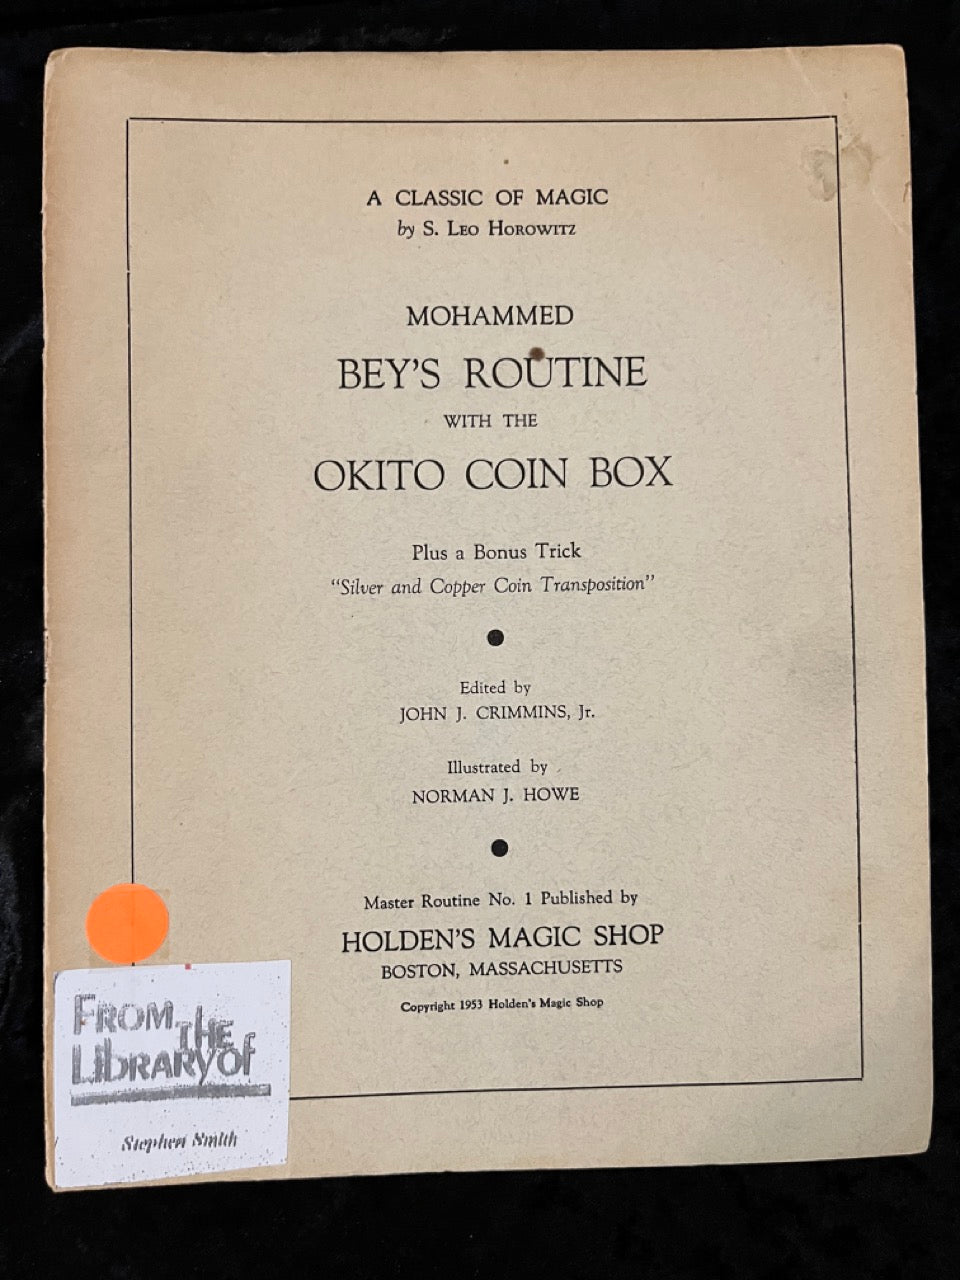 A CLASSIC OF MAGIC
by S. Leo Horowitz
MOHAMMED
BEY'S ROUTINE
WITH THE
OKITO COIN BOX
Plus a Bonus Trick
“Silver and Copper Coin Transposition”
Edited by
JOHN J. CRIMMINS, Jr.
Illustrated by
NORMAN J. HOWE
Master Routine No. 1 Published by
HOLDEN'S MAGIC SHOP
BOSTON, MASSACHUSETTS
Copyright 1953 Holden's Magic Shop
FROM THE
LIBRARY of
Stephen Smith